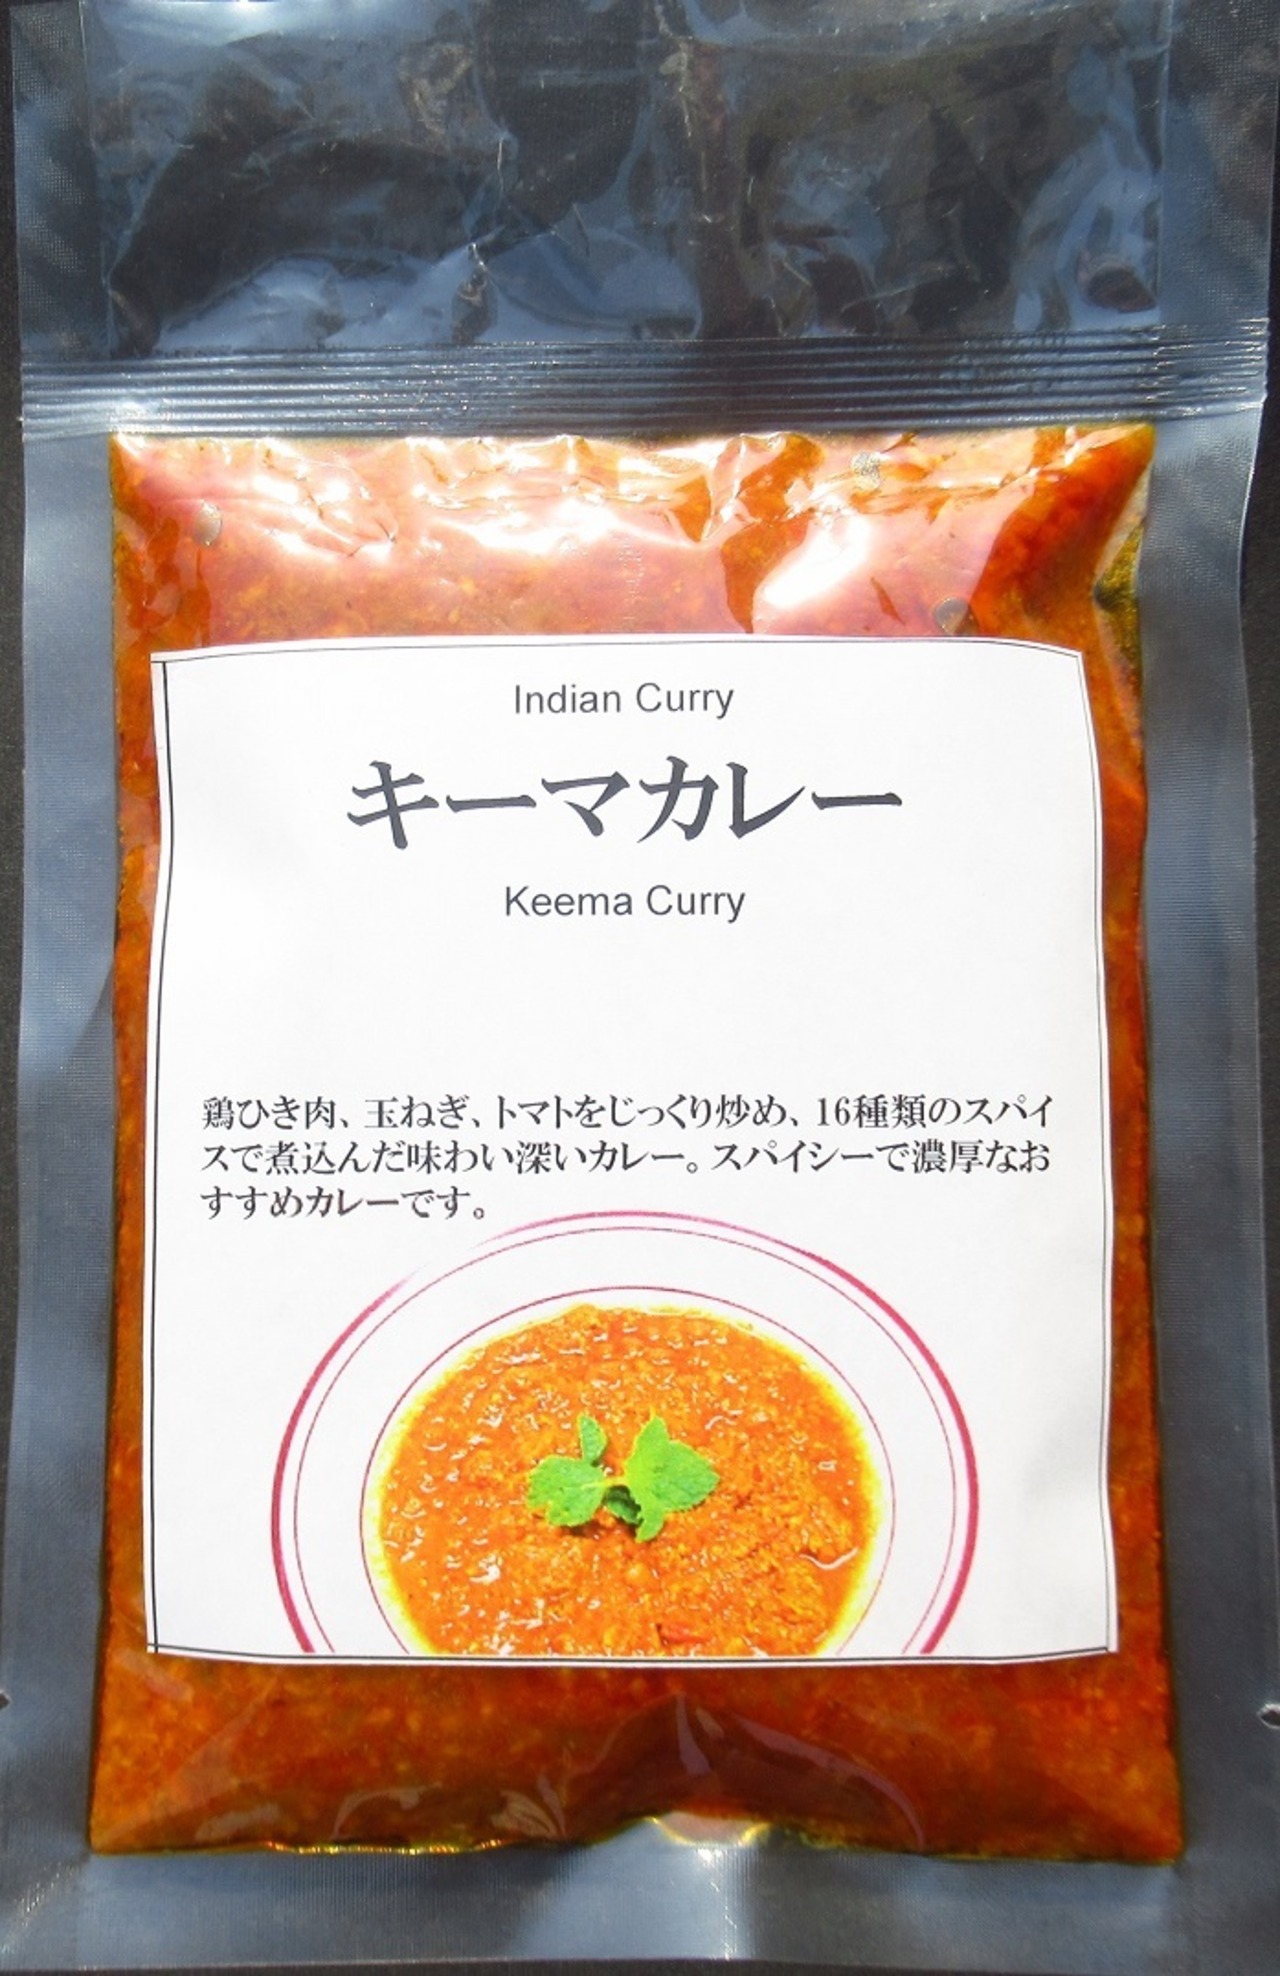 Indian Curry
キーマカレー
Keema Curry
鶏ひき肉、玉ねぎ、トマトをじっくり炒め、16種類のスパイ
スで煮込んだ味わい深いカレー。スパイシーで濃厚なお
すすめカレーです。